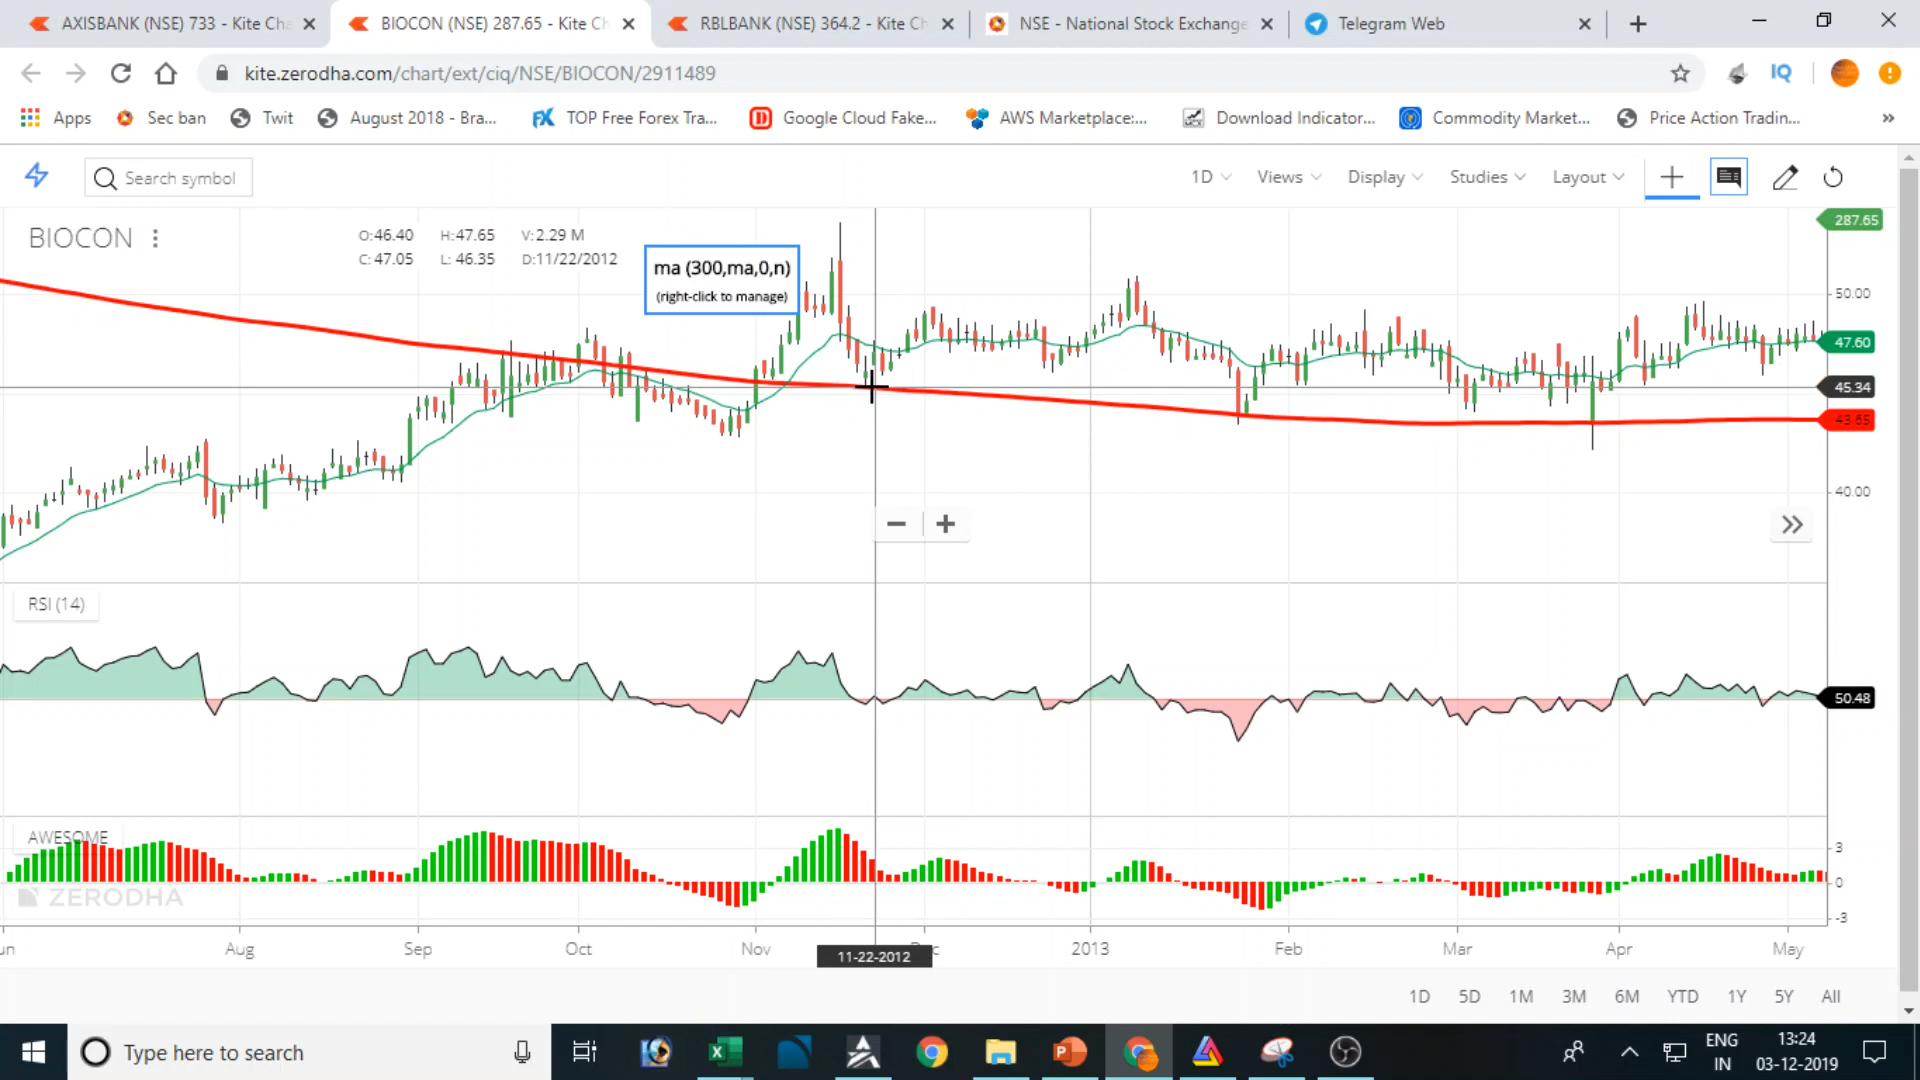 AXISBANK (NSE) 733 - Kite Cha
BIOCON (NSE) 287.65 - Kite Ch
RBLBANK (NSE) 364.2 - Kite Ch
NSE - National Stock Exchange
Telegram Web
kite.zerodha.com/chart/ext/ciq/NSE/BIOCON/2911489
IQ
Apps
Sec ban
Twit
August 2018 - Bra...
FX TOP Free Forex Tra...
Google Cloud Fake...
AWS Marketplace:...
Download Indicator...
Commodity Market...
Price Action Tradin...
»
Search symbol
1D
Views
Display
Studies
Layout
BIOCON
O:46.40 H:47.65 V:2.29 M
C: 47.05 L: 46.35 D:11/22/2012
ma (300,ma,0,n)
(right-click to manage)
287.65
50.00
47.60
45.34
43.65
40.00
RSI (14)
50.48
AWESOME
3
0
-3
ZERODHA
un Aug Sep Oct Nov c 2013 Feb Mar Apr May
11-22-2012
1D 5D 1M 3M 6M YTD 1Y 5Y All
Type here to search
ENG
IN
13:24
03-12-2019